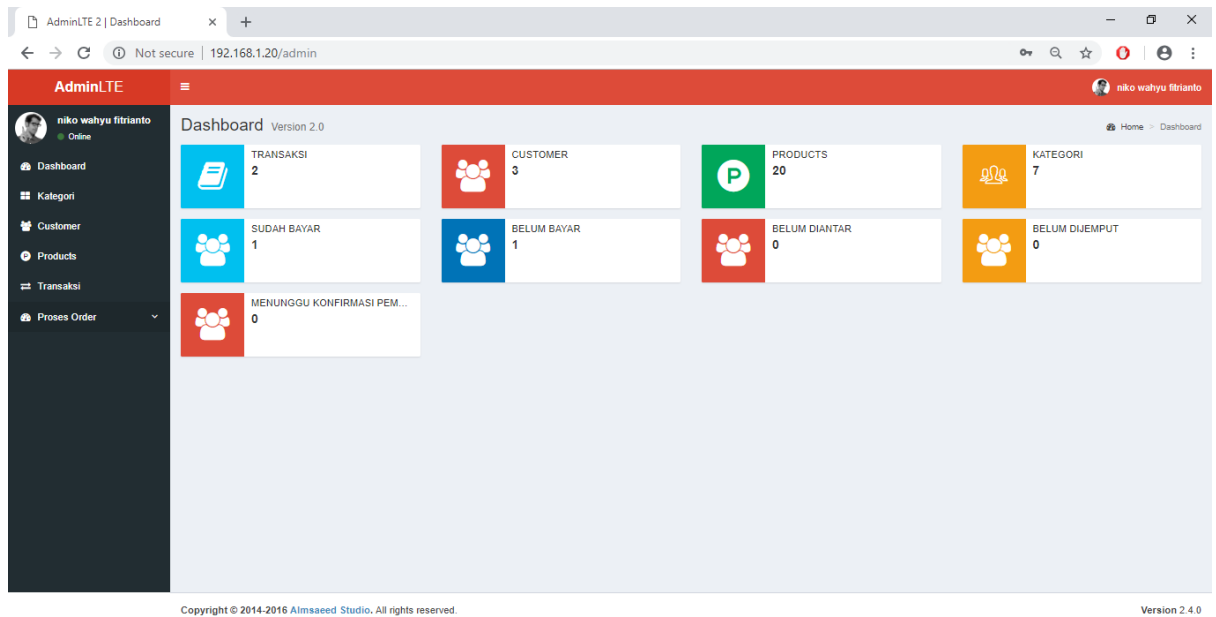 AdminLTE 2 | Dashboard
Not secure | 192.168.1.20/admin
AdminLTE
niko wahyu fitrianto
niko wahyu fitrianto
Online
Dashboard
Kategori
Customer
Products
Transaksi
Proses Order
Dashboard Version 2.0
Home > Dashboard
TRANSAKSI
2
CUSTOMER
3
P
PRODUCTS
20
KATEGORI
7
SUDAH BAYAR
1
BELUM BAYAR
1
BELUM DIANTAR
0
BELUM DIJEMPUT
0
MENUNGGU KONFIRMASI PEM...
0
Copyright © 2014-2016 Almsaeed Studio. All rights reserved.
Version 2.4.0